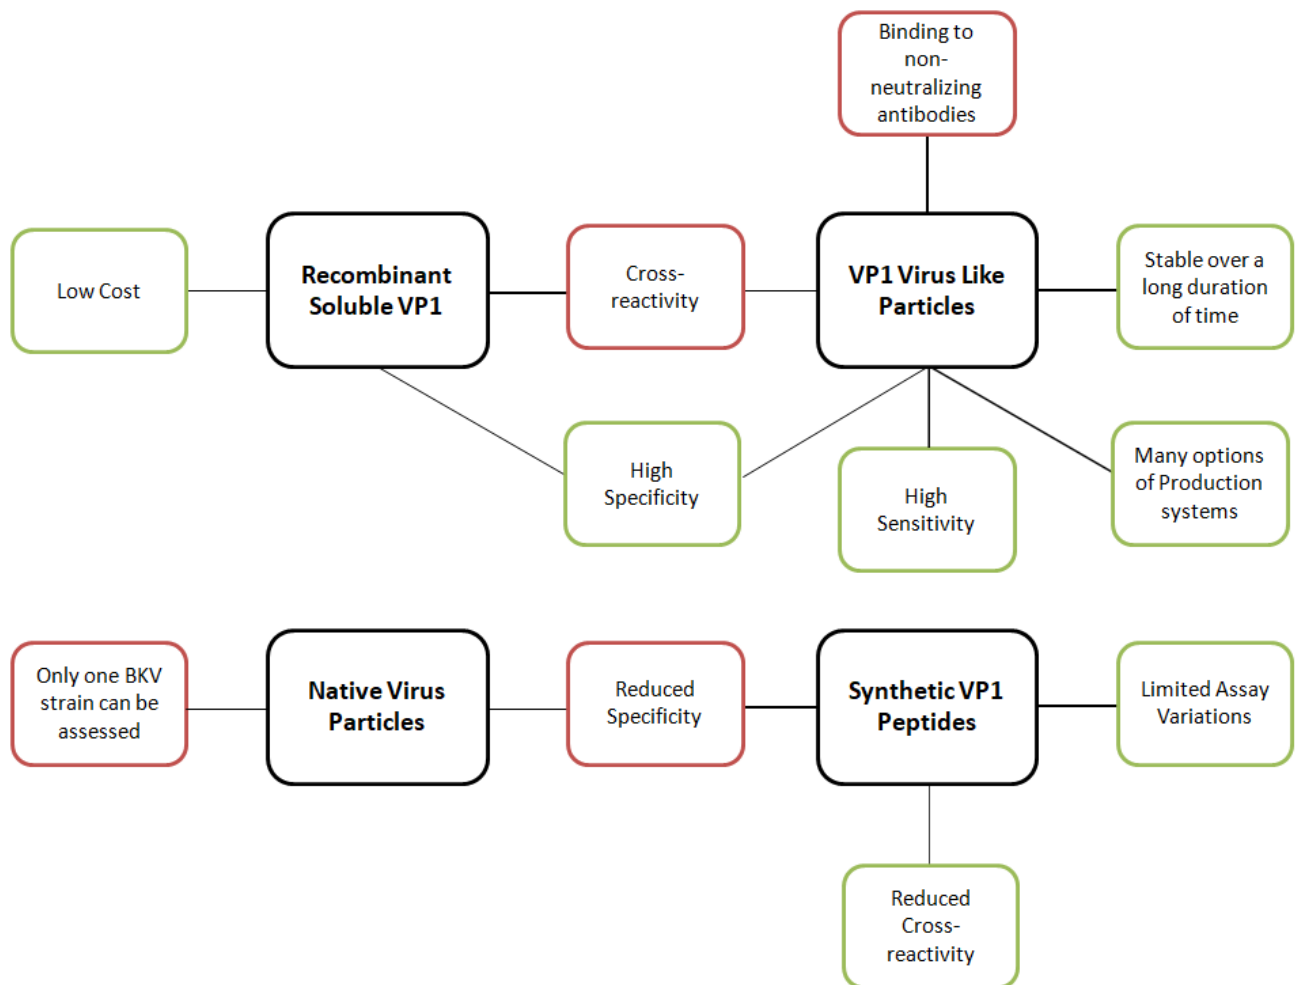 Binding to
non-
neutralizing
antibodies
Low Cost
Recombinant
Soluble VP1
Cross-
reactivity
VP1 Virus Like
Particles
Stable over a
long duration
of time
High
Specificity
High
Sensitivity
Many options
of Production
systems
Only one BKV
strain can be
assessed
Native Virus
Particles
Reduced
Specificity
Synthetic VP1
Peptides
Limited Assay
Variations
Reduced
Cross-
reactivity